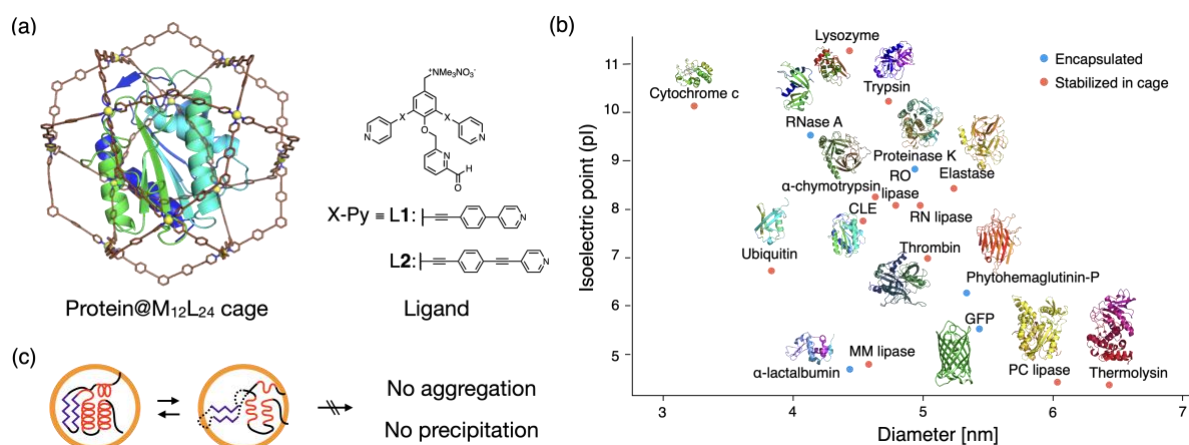 (a)
⁺NMe₃NO₃⁻
X
X
N
O
N
N
H
O
X-Py ≡ L1:
N
L2:
N
Protein@M₁₂L₂₄ cage
Ligand
(b)
Isoelectric point (pI)
11
10
9
8
7
6
5
3
4
5
6
7
Diameter [nm]
Encapsulated
Stabilized in cage
Lysozyme
Cytochrome c
Trypsin
RNase A
Proteinase K
RO
lipase
Elastase
α-chymotrypsin
CLE
RN lipase
Ubiquitin
Thrombin
Phytohemaglutinin-P
GFP
MM lipase
α-lactalbumin
PC lipase
Thermolysin
(c)
No aggregation
No precipitation